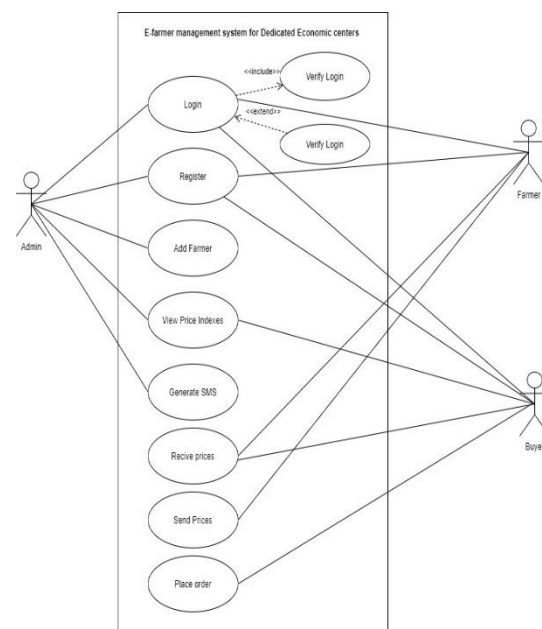 E-farmer management system for Dedicated Economic centers
<<include>>
Verify Login
Login
<<extend>>
Verify Login
Farmer
Register
Admin
Add Farmer
View Price Indexes
Generate SMS
Buye
Recive prices
Send Prices
Place order